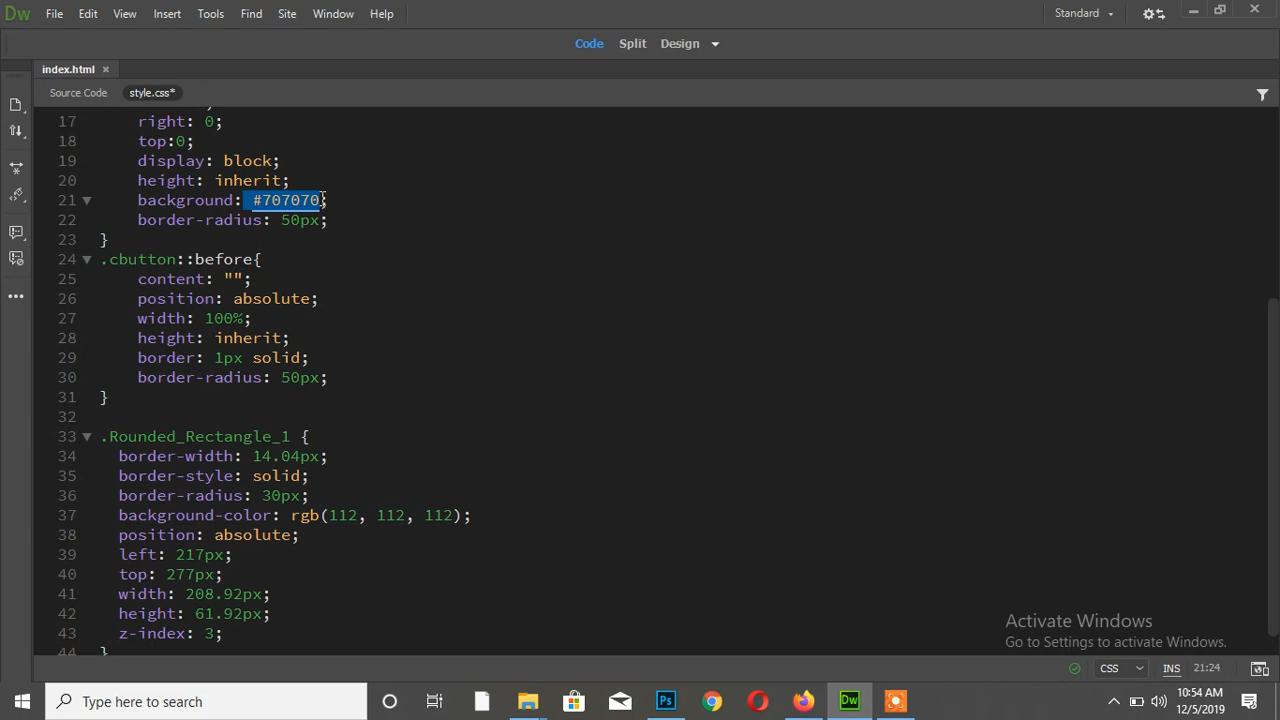 Dw File Edit View Insert Tools Find Site Window Help Standard
Code Split Design
index.html
Source Code style.css*
17 right: 0;
18 top:0;
19 display: block;
20 height: inherit;
21 background: #707070;
22 border-radius: 50px;
23 }
24 .cbutton::before{
25 content: "";
26 position: absolute;
27 width: 100%;
28 height: inherit;
29 border: 1px solid;
30 border-radius: 50px;
31 }
32
33 .Rounded_Rectangle_1 {
34 border-width: 14.04px;
35 border-style: solid;
36 border-radius: 30px;
37 background-color: rgb(112, 112, 112);
38 position: absolute;
39 left: 217px;
40 top: 277px;
41 width: 208.92px;
42 height: 61.92px;
43 z-index: 3;
44 }
Activate Windows
Go to Settings to activate Windows.
CSS INS 21:24
Type here to search
Ps
Dw
10:54 AM
12/5/2019